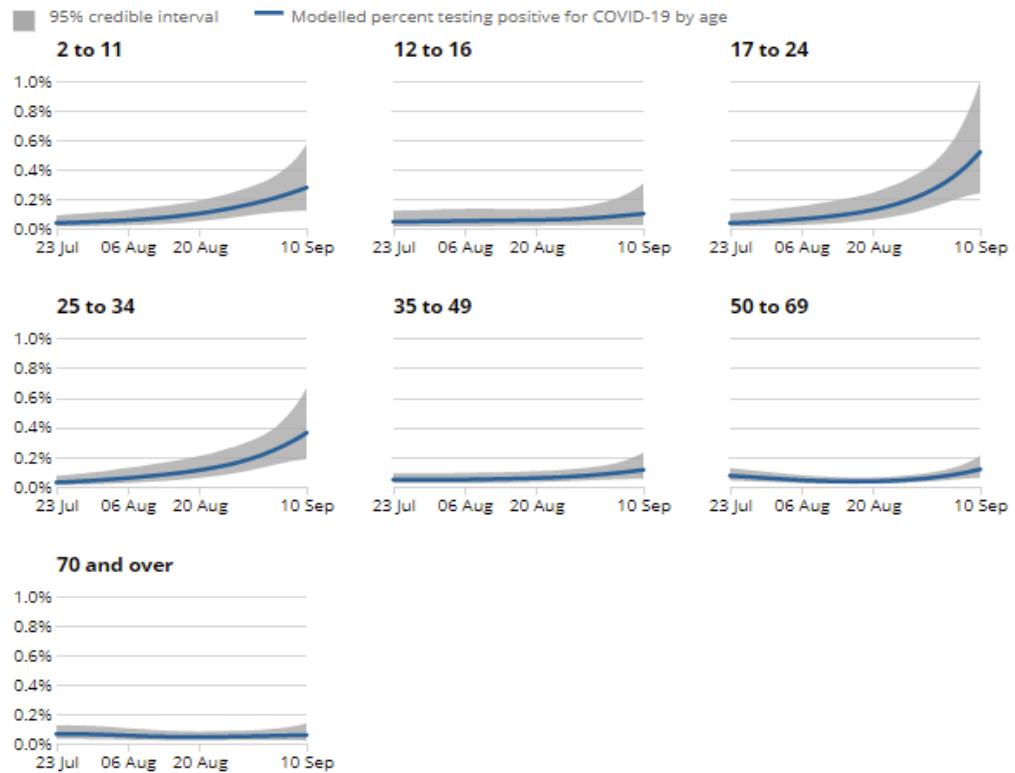 95% credible interval Modelled percent testing positive for COVID-19 by age
2 to 11 12 to 16 17 to 24
1.0%
0.8%
0.6%
0.4%
0.2%
0.0%
23 Jul 06 Aug 20 Aug 10 Sep 23 Jul 06 Aug 20 Aug 10 Sep 23 Jul 06 Aug 20 Aug 10 Sep
25 to 34 35 to 49 50 to 69
1.0%
0.8%
0.6%
0.4%
0.2%
0.0%
23 Jul 06 Aug 20 Aug 10 Sep 23 Jul 06 Aug 20 Aug 10 Sep 23 Jul 06 Aug 20 Aug 10 Sep
70 and over
1.0%
0.8%
0.6%
0.4%
0.2%
0.0%
23 Jul 06 Aug 20 Aug 10 Sep